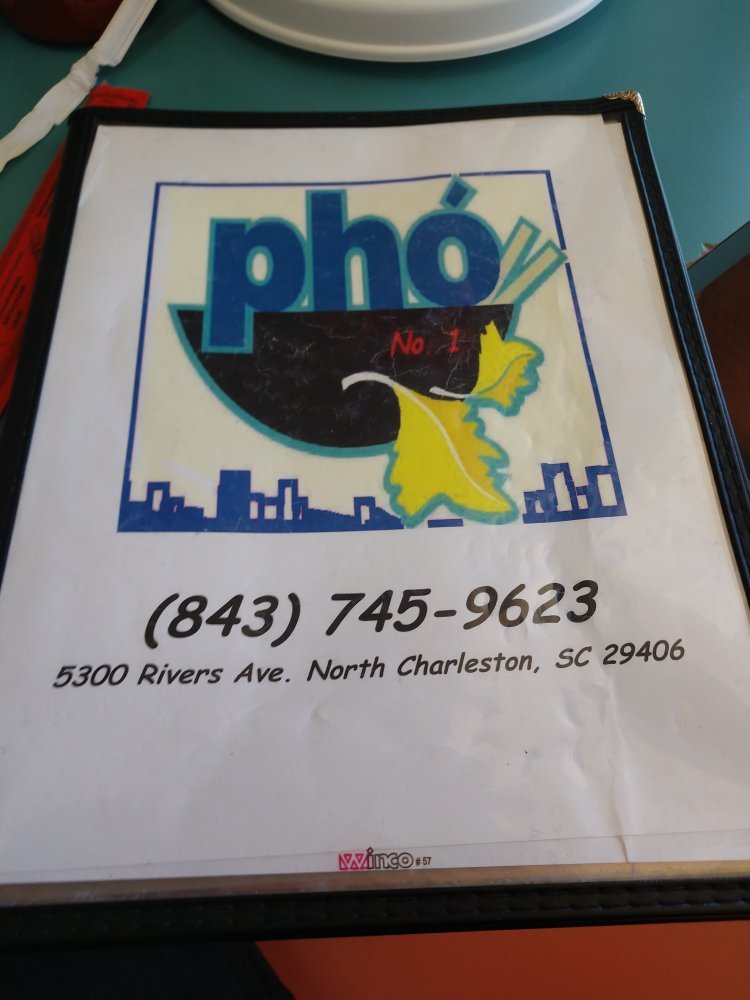 phó
No. 1
(843) 745-9623
5300 Rivers Ave. North Charleston, SC 29406
Winco #57